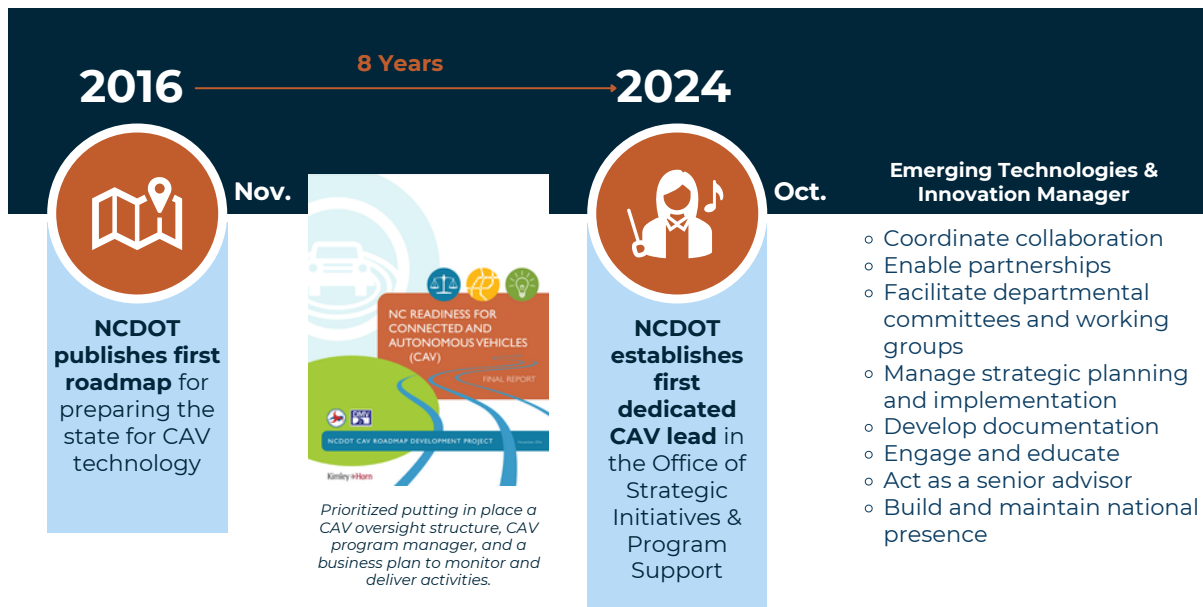 8 Years
2016
2024
Nov.
Oct.
NCDOT
publishes first
roadmap for
preparing the
state for CAV
technology
NC READINESS FOR
CONNECTED AND
AUTONOMOUS VEHICLES
(CAV)
FINAL REPORT
DMV
NCDOT CAV ROADMAP DEVELOPMENT PROJECT
Kimley»Horn
Prioritized putting in place a
CAV oversight structure, CAV
program manager, and a
business plan to monitor and
deliver activities.
NCDOT
establishes
first
dedicated
CAV lead in
the Office of
Strategic
Initiatives &
Program
Support
Emerging Technologies &
Innovation Manager
Coordinate collaboration
Enable partnerships
Facilitate departmental
committees and working
groups
Manage strategic planning
and implementation
Develop documentation
Engage and educate
Act as a senior advisor
Build and maintain national
presence